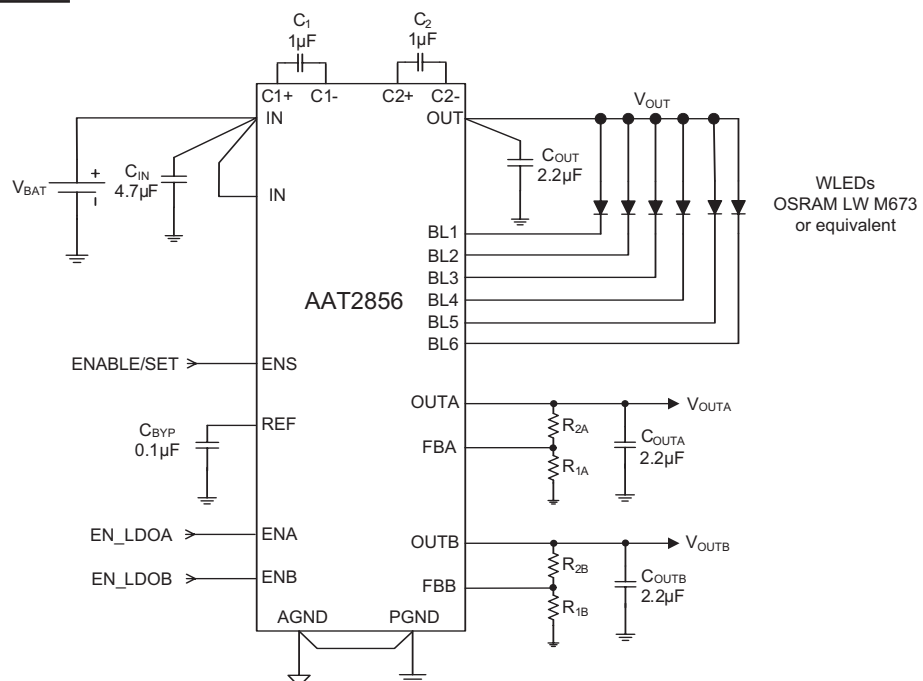 C1
1µF
C2
1µF
C1+ C1- C2+ C2-
IN
OUT
VOUT
VBAT
+
CIN
4.7µF
COUT
2.2µF
IN
WLEDs
OSRAM LW M673
or equivalent
BL1
BL2
BL3
BL4
BL5
BL6
AAT2856
ENABLE/SET
ENS
OUTA
VOUTA
CBYP
0.1µF
REF
R2A
FBA
R1A
COUTA
2.2µF
EN_LDOA
ENA
OUTB
VOUTB
EN_LDOB
ENB
R2B
FBB
R1B
COUTB
2.2µF
AGND
PGND